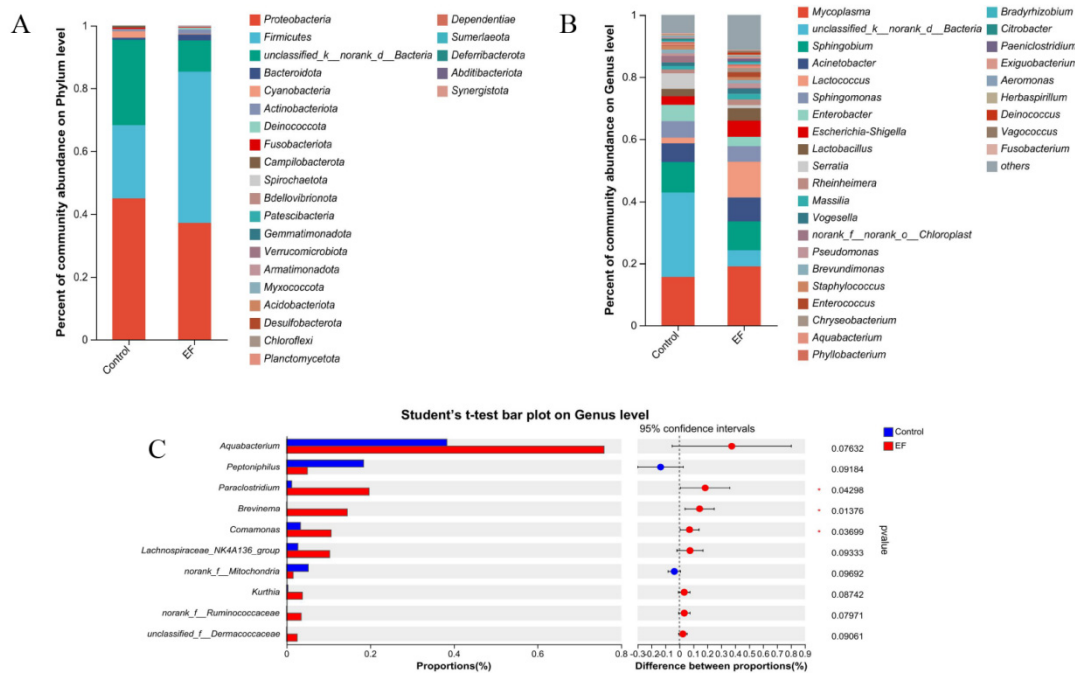 A
Percent of community abundance on Phylum level
1
0.8
0.6
0.4
0.2
0
Control
EF
Proteobacteria
Firmicutes
unclassified_k__norank_d__Bacteria
Bacteroidota
Cyanobacteria
Actinobacteriota
Deinococcota
Fusobacteriota
Campilobacterota
Spirochaetota
Bdellovibrionota
Patescibacteria
Gemmatimonadota
Verrucomicrobiota
Armatimonadota
Myxococcota
Acidobacteriota
Desulfobacterota
Chloroflexi
Planctomycetota
Dependentiae
Sumerlaeota
Deferribacterota
Abditibacteriota
Synergistota
B
Percent of community abundance on Genus level
1
0.8
0.6
0.4
0.2
0
Control
EF
Mycoplasma
unclassified_k__norank_d__Bacteria
Sphingobium
Acinetobacter
Lactococcus
Sphingomonas
Enterobacter
Escherichia-Shigella
Lactobacillus
Serratia
Rheinheimera
Massilia
Vogesella
norank_f__norank_o__Chloroplast
Pseudomonas
Brevundimonas
Staphylococcus
Enterococcus
Chryseobacterium
Aquabacterium
Phyllobacterium
Bradyrhizobium
Citrobacter
Paeniclostridium
Exiguobacterium
Aeromonas
Herbaspirillum
Deinococcus
Vagococcus
Fusobacterium
others
C
Student's t-test bar plot on Genus level
95% confidence intervals
Control
EF
Aquabacterium
0.07632
Peptoniphilus
0.09184
Paraclostridium
* 0.04298
Brevinema
* 0.01376
Comamonas
* 0.03699
Lachnospiraceae_NK4A136_group
0.09333
norank_f__Mitochondria
0.09692
Kurthia
0.08742
norank_f__Ruminococcaceae
0.07971
unclassified_f__Dermacoccaceae
0.09061
pvalue
0 0.2 0.4 0.6 0.8
Proportions(%)
-0.3 -0.2 -0.1 0 0.1 0.2 0.3 0.4 0.5 0.6 0.7 0.8 0.9
Difference between proportions(%)